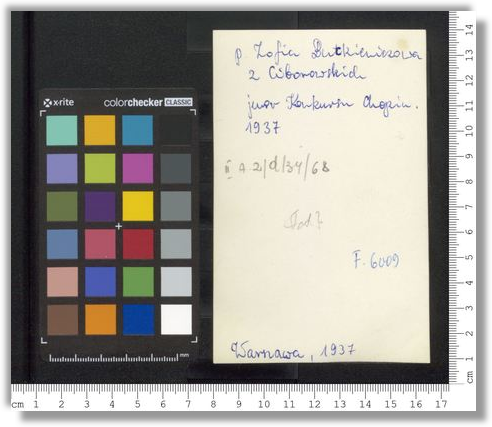 x-rite colorchecker CLASSIC
p Zofia Dutkiewiczowa
z Ciborowskich
juror Konkursu Chopin.
1937
II A 2/d/34/68
F. 6009
Warszawa, 1937
mm
14
13
12
11
10
9
8
7
6
5
4
3
2
1
cm
cm 1 2 3 4 5 6 7 8 9 10 11 12 13 14 15 16 17